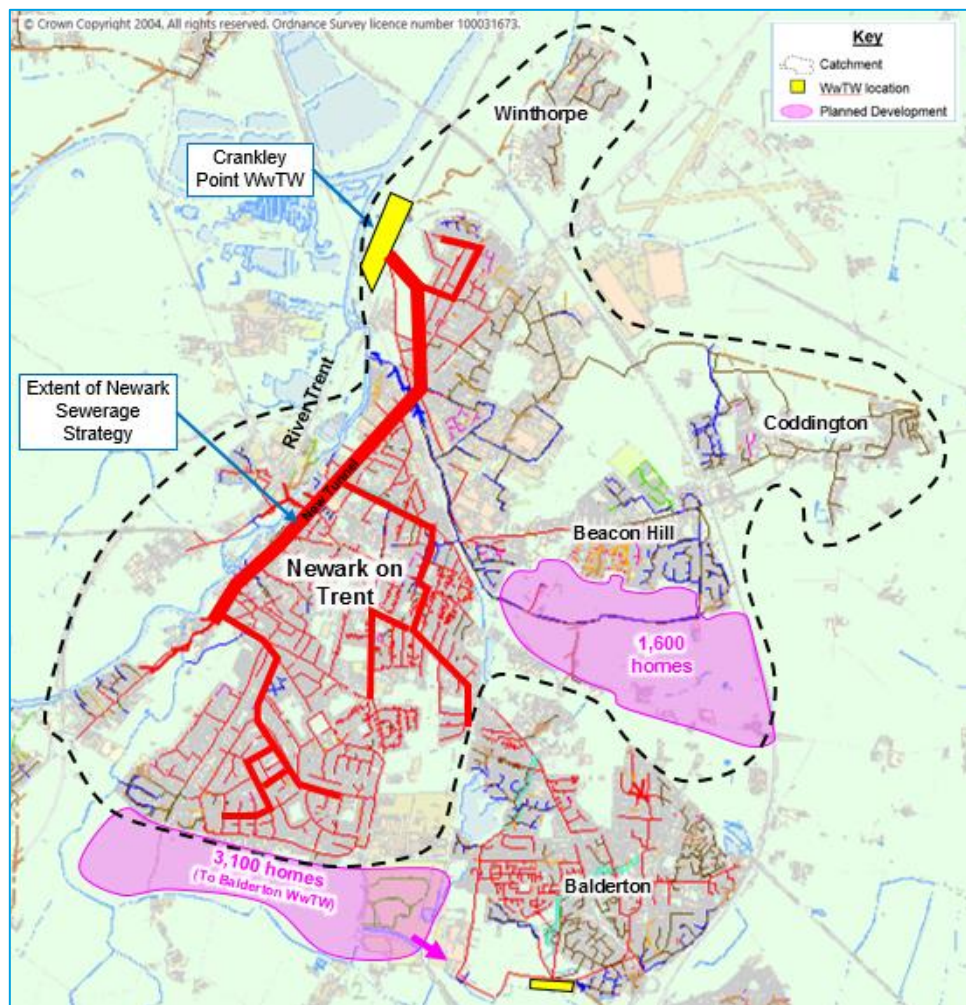 © Crown Copyright 2004. All rights reserved. Ordnance Survey licence number 100031673.
Key
Catchment
WwTW location
Planned Development
Winthorpe
Crankley
Point WwTW
Extent of Newark
Sewerage
Strategy
River Trent
Coddington
New Tunnel
Beacon Hill
Newark on
Trent
1,600
homes
3,100 homes
(To Balderton WwTW)
Balderton